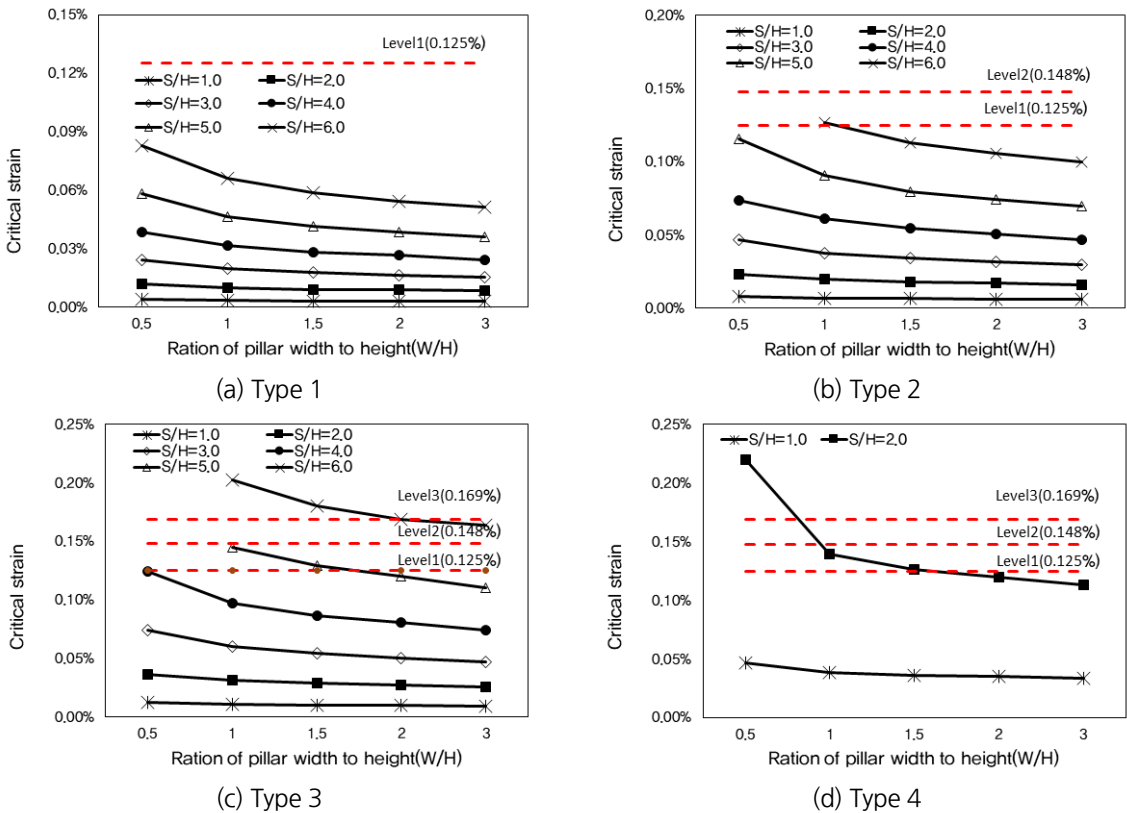 0.15%
0.12%
0.09%
0.06%
0.03%
0.00%
Critical strain
Level1(0.125%)
S/H=1.0 S/H=2.0
S/H=3.0 S/H=4.0
S/H=5.0 S/H=6.0
0.5 1 1.5 2 3
Ration of pillar width to height(W/H)
(a) Type 1
0.20%
0.15%
0.10%
0.05%
0.00%
Critical strain
S/H=1.0 S/H=2.0
S/H=3.0 S/H=4.0
S/H=5.0 S/H=6.0
Level2(0.148%)
Level1(0.125%)
0.5 1 1.5 2 3
Ration of pillar width to height(W/H)
(b) Type 2
0.25%
0.20%
0.15%
0.10%
0.05%
0.00%
Critical strain
S/H=1.0 S/H=2.0
S/H=3.0 S/H=4.0
S/H=5.0 S/H=6.0
Level3(0.169%)
Level2(0.148%)
Level1(0.125%)
0.5 1 1.5 2 3
Ration of pillar width to height(W/H)
(c) Type 3
0.25%
0.20%
0.15%
0.10%
0.05%
0.00%
Critical strain
S/H=1.0 S/H=2.0
Level3(0.169%)
Level2(0.148%)
Level1(0.125%)
0.5 1 1.5 2 3
Ration of pillar width to height(W/H)
(d) Type 4